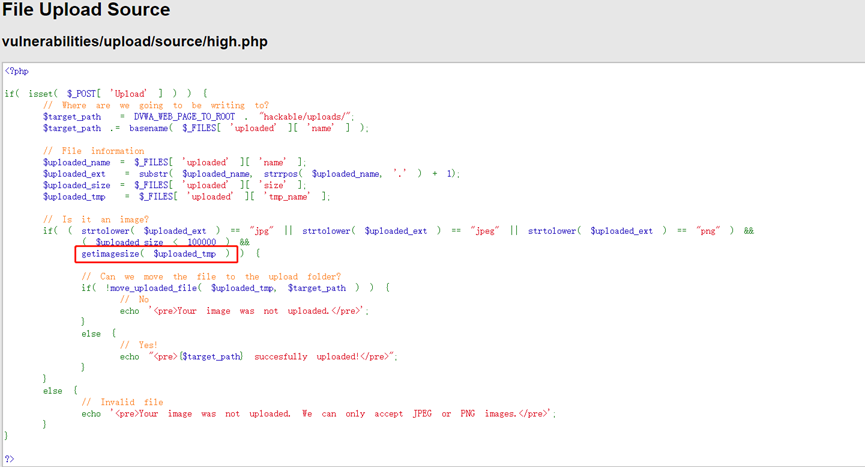 File Upload Source
vulnerabilities/upload/source/high.php
<?php
if( isset( $_POST[ 'Upload' ] ) ) {
// Where are we going to be writing to?
$target_path = DVWA_WEB_PAGE_TO_ROOT . "hackable/uploads/";
$target_path .= basename( $_FILES[ 'uploaded' ][ 'name' ] );
// File information
$uploaded_name = $_FILES[ 'uploaded' ][ 'name' ];
$uploaded_ext = substr( $uploaded_name, strrpos( $uploaded_name, '.' ) + 1);
$uploaded_size = $_FILES[ 'uploaded' ][ 'size' ];
$uploaded_tmp = $_FILES[ 'uploaded' ][ 'tmp_name' ];
// Is it an image?
if( ( strtolower( $uploaded_ext ) == "jpg" || strtolower( $uploaded_ext ) == "jpeg" || strtolower( $uploaded_ext ) == "png" ) &&
( $uploaded_size < 100000 ) &&
getimagesize( $uploaded_tmp ) ) {
// Can we move the file to the upload folder?
if( !move_uploaded_file( $uploaded_tmp, $target_path ) ) {
// No
echo '<pre>Your image was not uploaded.</pre>';
}
else {
// Yes!
echo "<pre>{$target_path} succesfully uploaded!</pre>";
}
}
else {
// Invalid file
echo '<pre>Your image was not uploaded. We can only accept JPEG or PNG images.</pre>';
}
}
?>